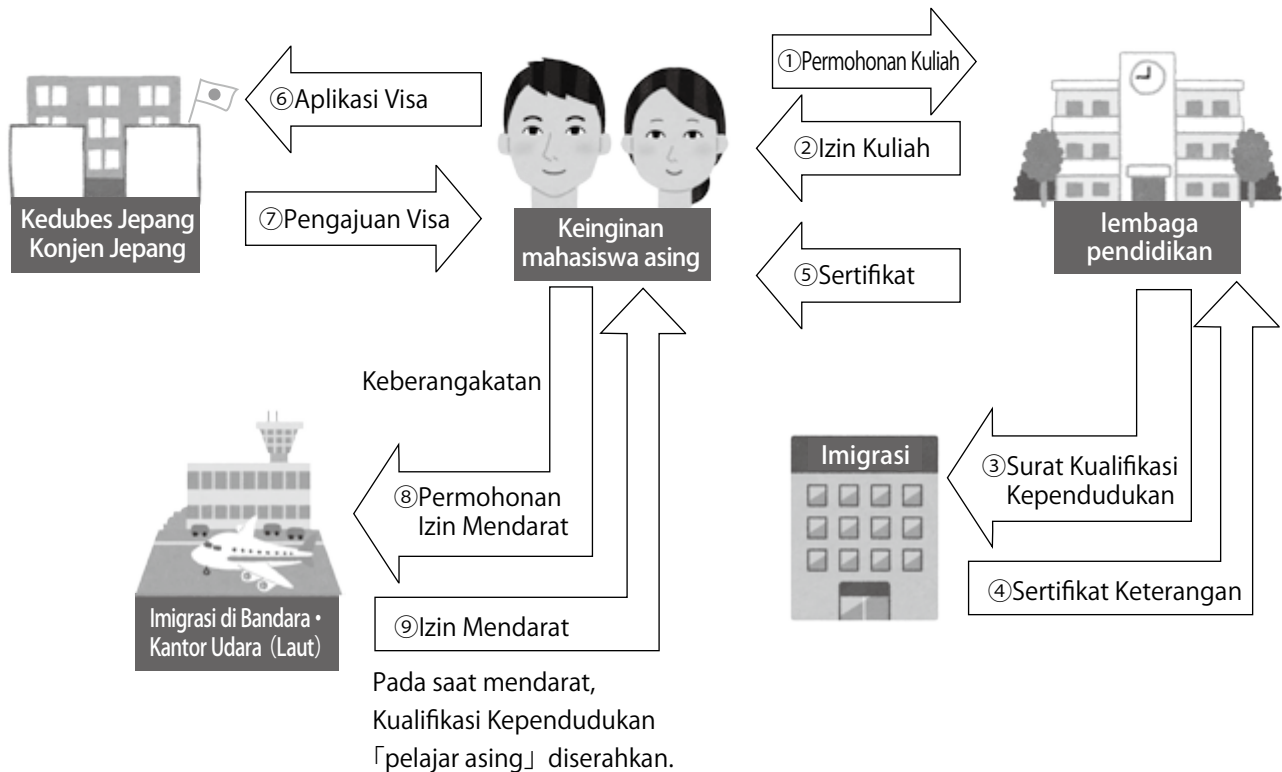 ①Permohonan Kuliah
⑥Aplikasi Visa
②Izin Kuliah
⑦Pengajuan Visa
Kedubes Jepang
Konjen Jepang
Keinginan
mahasiswa asing
lembaga
pendidikan
⑤Sertifikat
Keberangakatan
Imigrasi
③Surat Kualifikasi
Kependudukan
⑧Permohonan
Izin Mendarat
④Sertifikat Keterangan
Imigrasi di Bandara・
Kantor Udara（Laut）
⑨Izin Mendarat
Pada saat mendarat,
Kualifikasi Kependudukan
「pelajar asing」diserahkan.